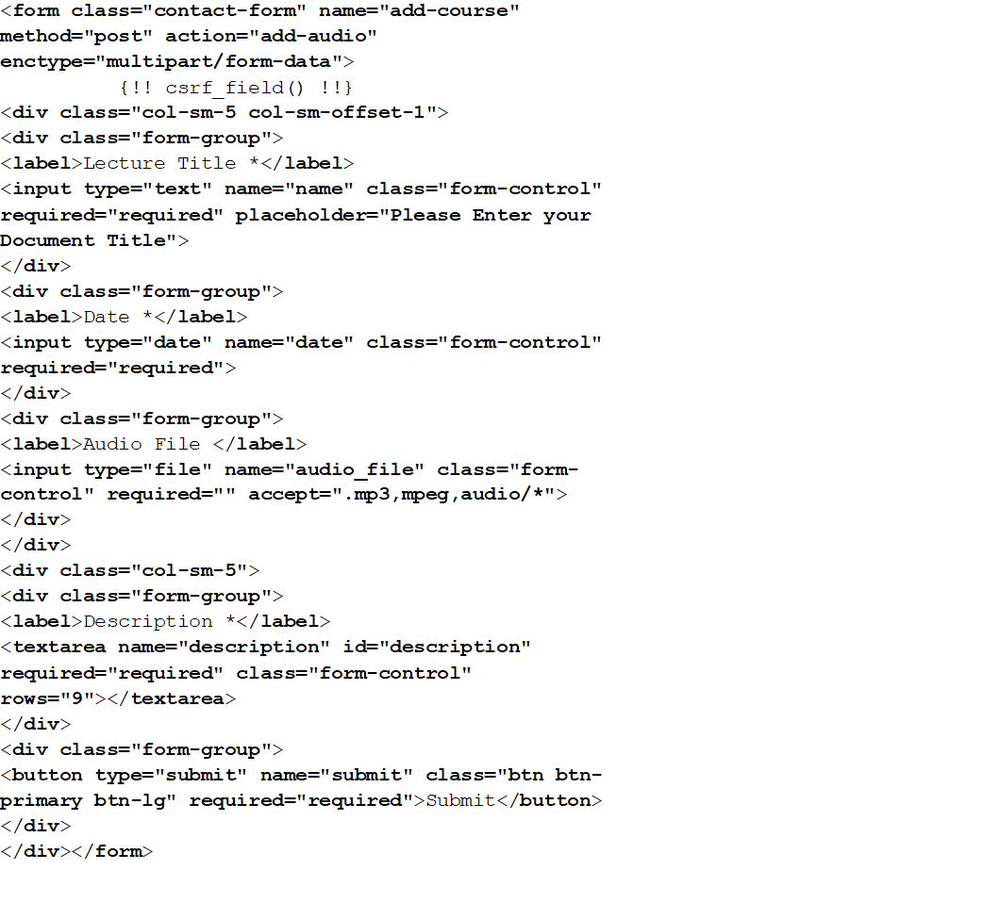 <form class="contact-form" name="add-course"
method="post" action="add-audio"
enctype="multipart/form-data">
{!! csrf_field() !!}
<div class="col-sm-5 col-sm-offset-1">
<div class="form-group">
<label>Lecture Title *</label>
<input type="text" name="name" class="form-control"
required="required" placeholder="Please Enter your
Document Title">
</div>
<div class="form-group">
<label>Date *</label>
<input type="date" name="date" class="form-control"
required="required">
</div>
<div class="form-group">
<label>Audio File </label>
<input type="file" name="audio_file" class="form-
control" required="" accept=".mp3,mpeg,audio/*">
</div>
</div>
<div class="col-sm-5">
<div class="form-group">
<label>Description *</label>
<textarea name="description" id="description"
required="required" class="form-control"
rows="9"></textarea>
</div>
<div class="form-group">
<button type="submit" name="submit" class="btn btn-
primary btn-lg" required="required">Submit</button>
</div>
</div></form>